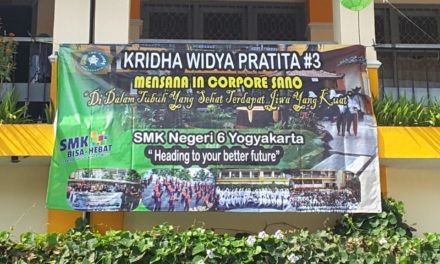 KRIDHA WIDYA PRATITA #3
MENSANA IN CORPORE SANO
"Di Dalam Tubuh Yang Sehat Terdapat Jiwa Yang Kuat
SMK Negeri 6 Yogyakarta
" Heading to your better future"
SMK
BISA-HEBAT